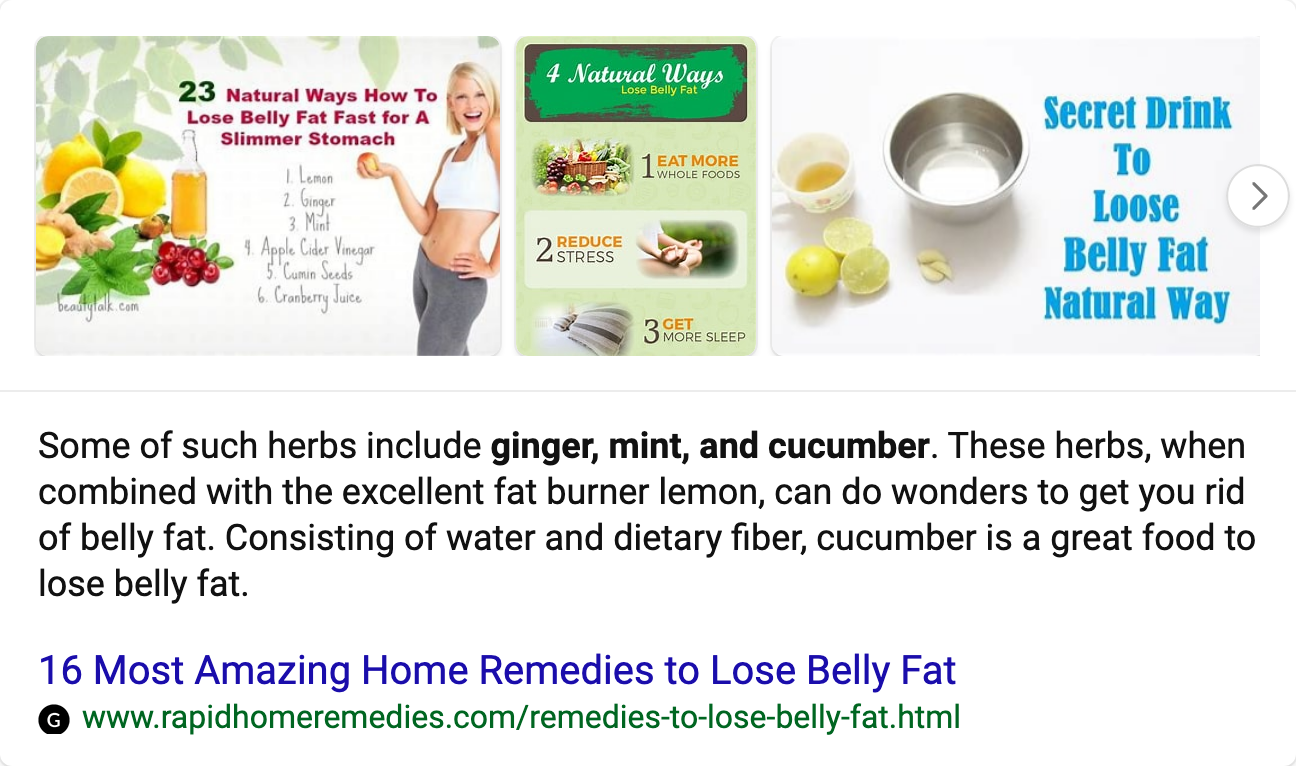 23 Natural Ways How To
Lose Belly Fat Fast for A
Slimmer Stomach
1. Lemon
2. Ginger
3. Mint
4. Apple Cider Vinegar
5. Cumin Seeds
6. Cranberry Juice
beautytalk.com
4 Natural Ways
Lose Belly Fat
1 EAT MORE
WHOLE FOODS
2 REDUCE
STRESS
3 GET
MORE SLEEP
Secret Drink
To
Loose
Belly Fat
Natural Way
Some of such herbs include ginger, mint, and cucumber. These herbs, when
combined with the excellent fat burner lemon, can do wonders to get you rid
of belly fat. Consisting of water and dietary fiber, cucumber is a great food to
lose belly fat.
16 Most Amazing Home Remedies to Lose Belly Fat
G www.rapidhomeremedies.com/remedies-to-lose-belly-fat.html